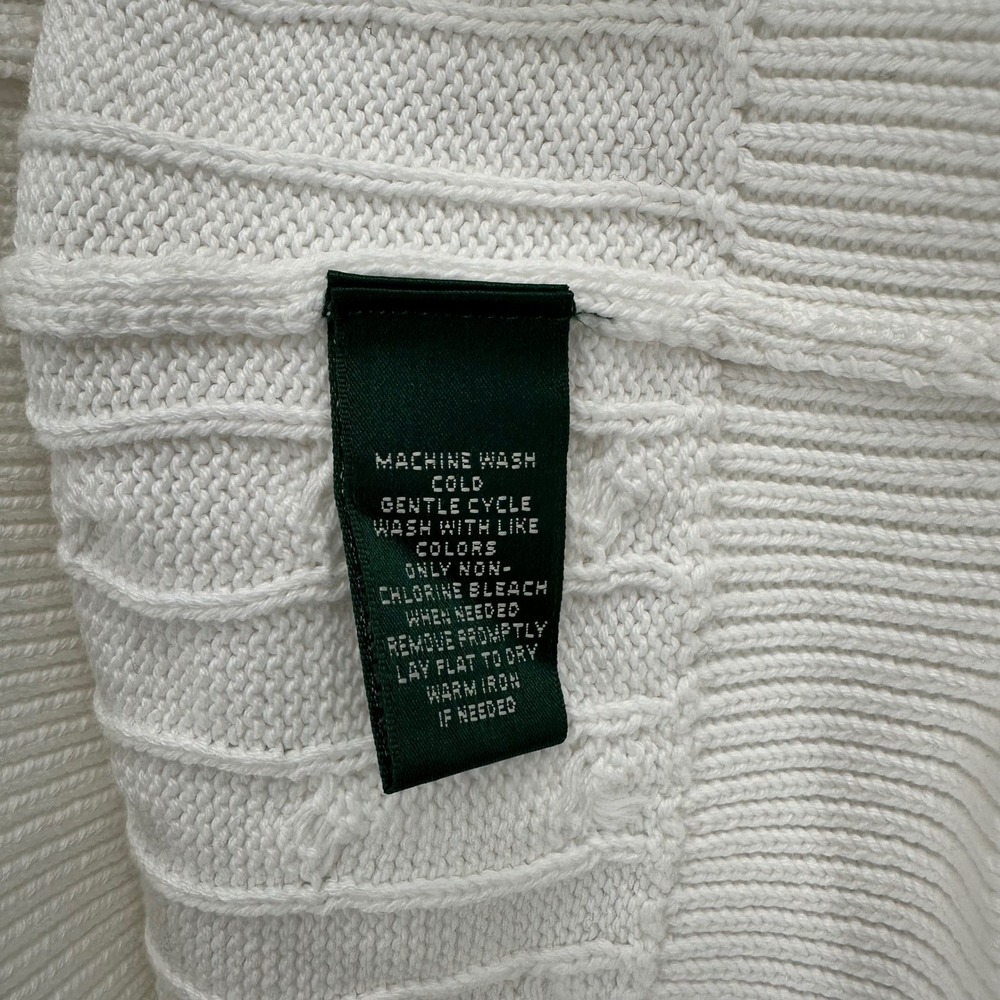 MACHINE WASH
COLD
GENTLE CYCLE
WASH WITH LIKE
COLORS
ONLY NON-
CHLORINE BLEACH
WHEN NEEDED
REMOVE PROMPTLY
LAY FLAT TO DRY
WARM IRON
IF NEEDED